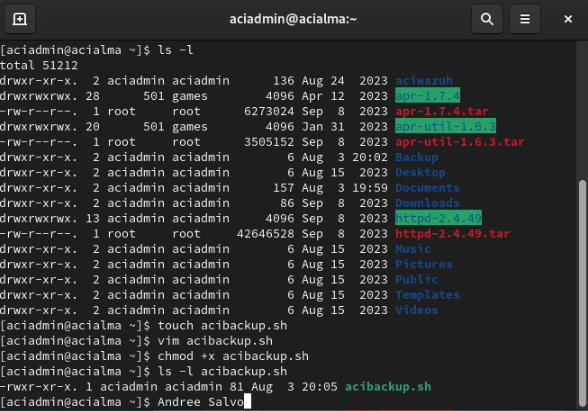 aciadmin@acialma:~
[aciadmin@acialma ~]$ ls -l
total 51212
drwxr-xr-x. 2 aciadmin aciadmin 136 Aug 24 2023 aciwazuh
drwxrwxrwx. 28 501 games 4096 Apr 12 2023 apr-1.7.4
-rw-r--r--. 1 root root 6273024 Sep 8 2023 apr-1.7.4.tar
drwxrwxrwx. 20 501 games 4096 Jan 31 2023 apr-util-1.6.3
-rw-r--r--. 1 root root 3505152 Sep 8 2023 apr-util-1.6.3.tar
drwxr-xr-x. 2 aciadmin aciadmin 6 Aug 3 20:02 Backup
drwxr-xr-x. 2 aciadmin aciadmin 6 Aug 15 2023 Desktop
drwxr-xr-x. 2 aciadmin aciadmin 157 Aug 3 19:59 Documents
drwxr-xr-x. 2 aciadmin aciadmin 86 Sep 8 2023 Downloads
drwxrwxrwx. 13 aciadmin aciadmin 4096 Sep 8 2023 httpd-2.4.49
-rw-r--r--. 1 root root 42646528 Sep 8 2023 httpd-2.4.49.tar
drwxr-xr-x. 2 aciadmin aciadmin 6 Aug 15 2023 Music
drwxr-xr-x. 2 aciadmin aciadmin 6 Aug 15 2023 Pictures
drwxr-xr-x. 2 aciadmin aciadmin 6 Aug 15 2023 Public
drwxr-xr-x. 2 aciadmin aciadmin 6 Aug 15 2023 Templates
drwxr-xr-x. 2 aciadmin aciadmin 6 Aug 15 2023 Videos
[aciadmin@acialma ~]$ touch acibackup.sh
[aciadmin@acialma ~]$ vim acibackup.sh
[aciadmin@acialma ~]$ chmod +x acibackup.sh
[aciadmin@acialma ~]$ ls -l acibackup.sh
-rwxr-xr-x. 1 aciadmin aciadmin 81 Aug 3 20:05 acibackup.sh
[aciadmin@acialma ~]$ Andree Salvo